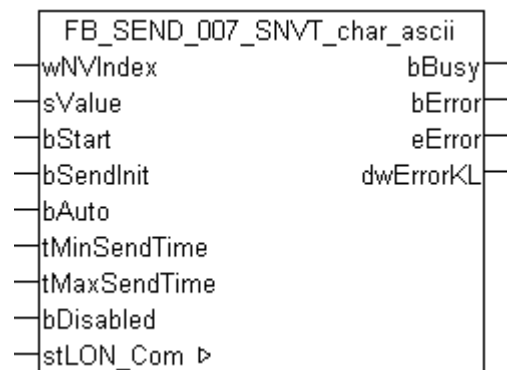 FB_SEND_007_SNVT_char_ascii
wNVIndex bBusy
sValue bError
bStart eError
bSendInit dwErrorKL
bAuto
tMinSendTime
tMaxSendTime
bDisabled
stLON_Com ▷